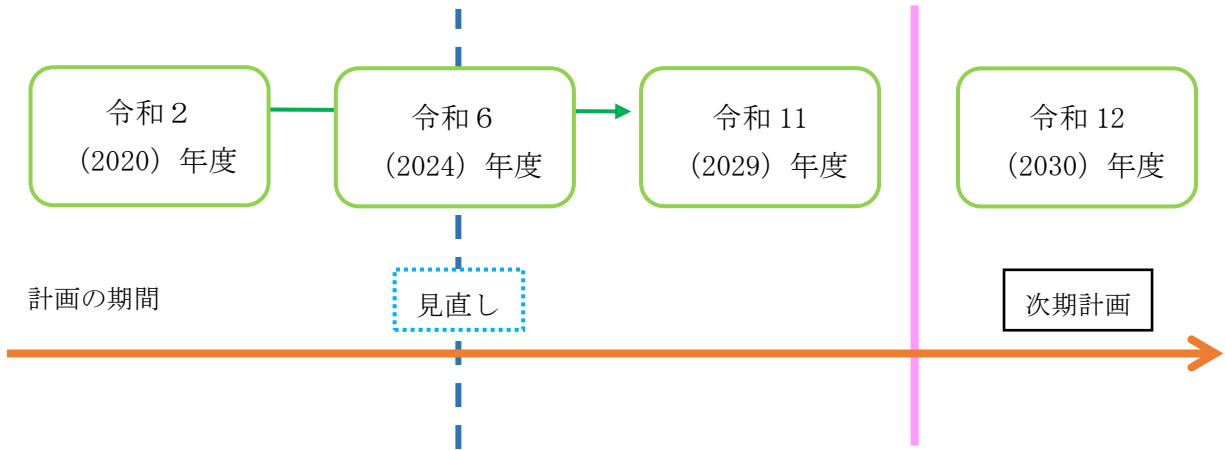 令和２
（2020）年度
令和６
（2024）年度
令和 11
（2029）年度
令和 12
（2030）年度
計画の期間
見直し
次期計画